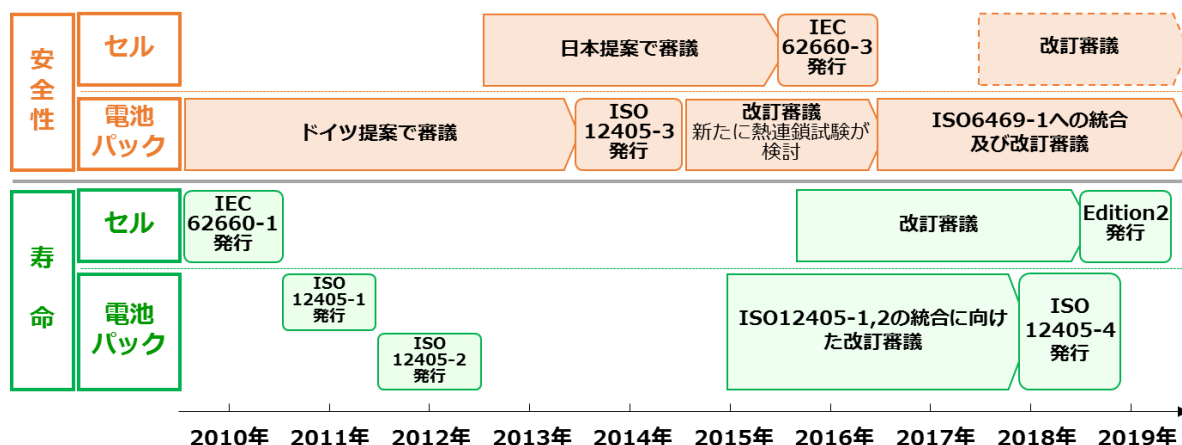 安全性
セル
日本提案で審議
IEC
62660-3
発行
改訂審議
電池
パック
ドイツ提案で審議
ISO
12405-3
発行
改訂審議
新たに熱連鎖試験が
検討
ISO6469-1への統合
及び改訂審議
寿命
セル
IEC
62660-1
発行
改訂審議
Edition2
発行
電池
パック
ISO
12405-1
発行
ISO
12405-2
発行
ISO12405-1,2の統合に向け
た改訂審議
ISO
12405-4
発行
2010年 2011年 2012年 2013年 2014年 2015年 2016年 2017年 2018年 2019年